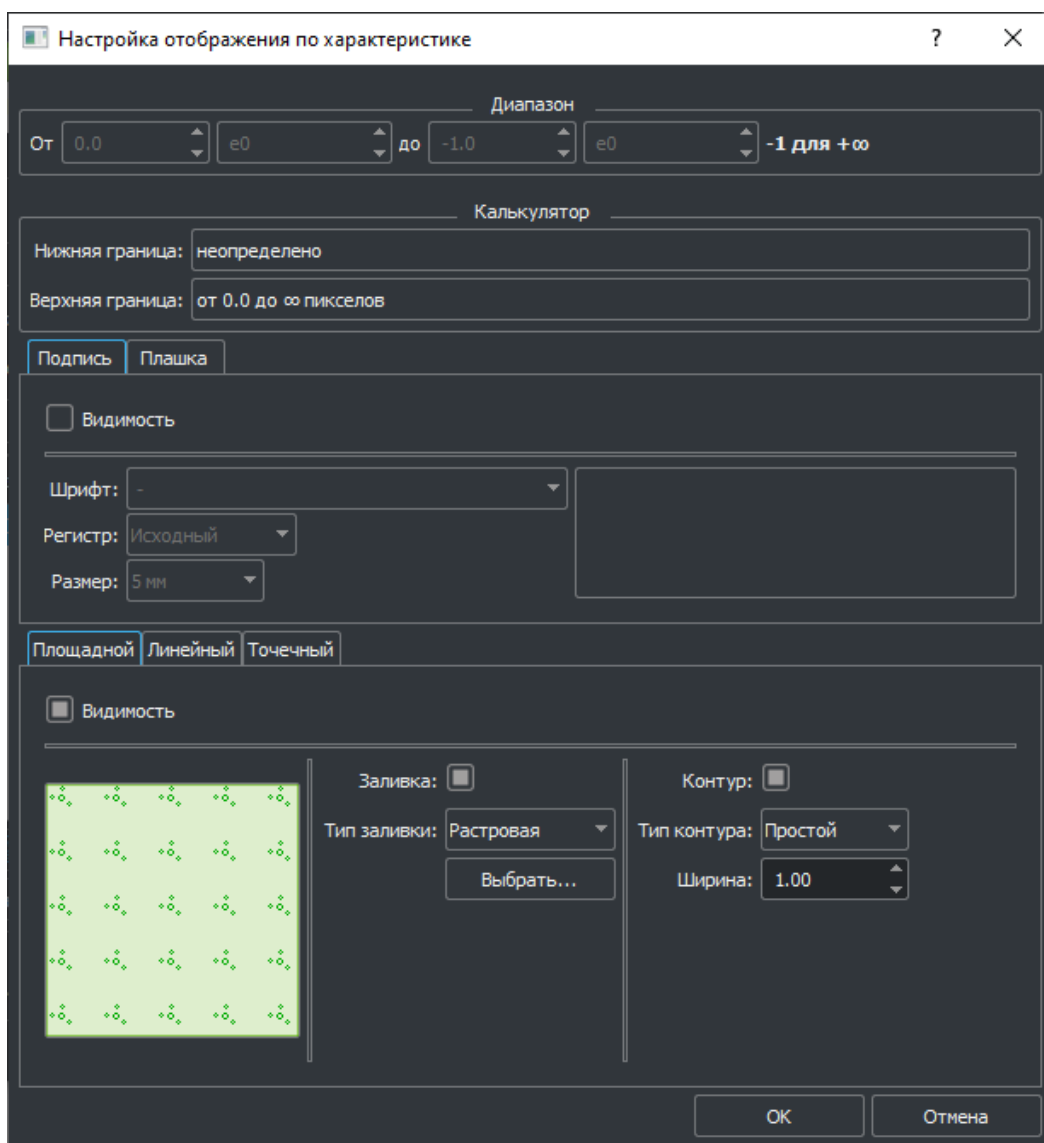 Настройка отображения по характеристике ?
Диапазон
От 0.0 e0 до -1.0 e0 -1 для +∞
Калькулятор
Нижняя граница: неопределено
Верхняя граница: от 0.0 до ∞ пикселов
Подпись Плашка
Видимость
Шрифт: -
Регистр: Исходный
Размер: 5 мм
Площадной Линейный Точечный
Видимость
Заливка: Контур:
Тип заливки: Растровая Тип контура: Простой
Выбрать... Ширина: 1.00
OK Отмена